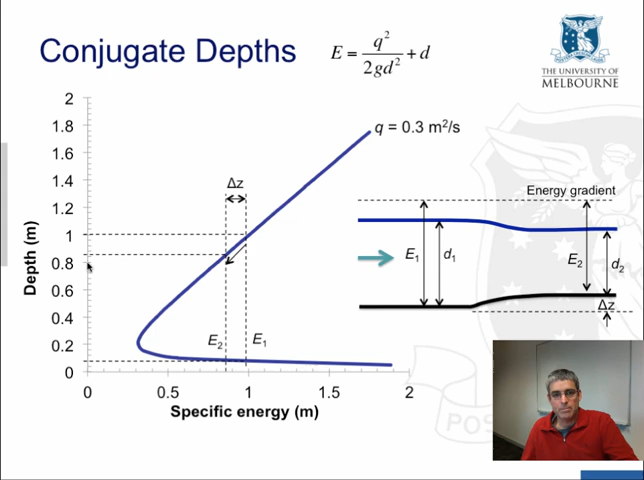 Conjugate Depths
E = q²/2gd² + d
THE UNIVERSITY OF
MELBOURNE
2
1.8
1.6
1.4
1.2
1
0.8
0.6
0.4
0.2
0
Depth (m)
q = 0.3 m²/s
Δz
E₂
E₁
0
0.5
1
1.5
2
Specific energy (m)
Energy gradient
E₁
d₁
E₂
d₂
Δz